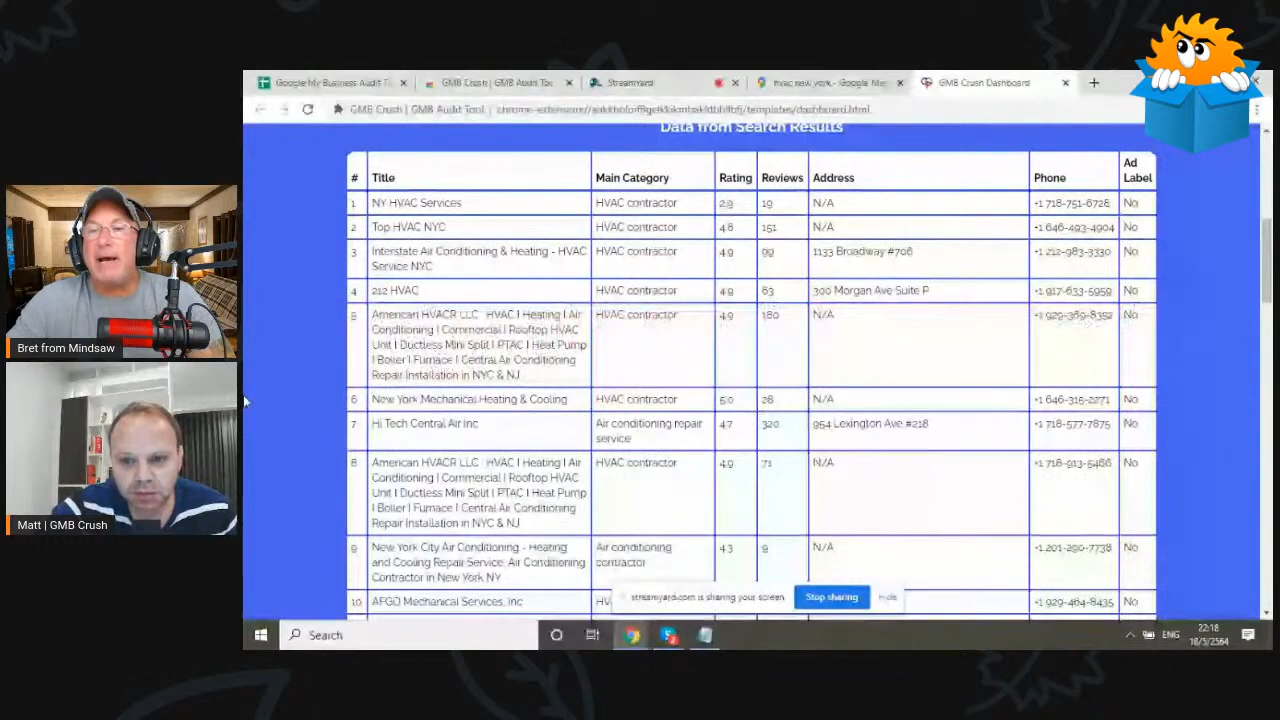 Google My Business Audit T
GMB Crush | GMB Audit Too
StreamYard
hvac new york - Google Ma
GMB Crush Dashboard
GMB Crush | GMB Audit Tool
Data from Search Results
# Title Main Category Rating Reviews Address Phone Ad Label
1 NY HVAC Services HVAC contractor 2.9 19 N/A +1 718-751-6728 No
2 Top HVAC NYC HVAC contractor 4.8 151 N/A +1 646-493-4904 No
3 Interstate Air Conditioning & Heating - HVAC HVAC contractor 4.9 99 1133 Broadway #706 +1 212-983-3330 No
Service NYC
4 212 HVAC HVAC contractor 4.9 63 300 Morgan Ave Suite P +1 917-633-5959 No
5 American HVACR LLC HVAC | Heating | Air HVAC contractor 4.9 180 N/A +1 929-369-8352 No
Conditioning | Commercial | Rooftop HVAC
Unit | Ductless Mini Split | PTAC | Heat Pump
| Boiler | Furnace | Central Air Conditioning
Repair Installation in NYC & NJ
6 New York Mechanical Heating & Cooling HVAC contractor 5.0 28 N/A +1 646-315-2271 No
7 Hi Tech Central Air Inc Air conditioning repair 4.7 320 954 Lexington Ave #218 +1 718-577-7875 No
service
8 American HVACR LLC HVAC | Heating | Air HVAC contractor 4.9 71 N/A +1 718-913-5466 No
Conditioning | Commercial | Rooftop HVAC
Unit | Ductless Mini Split | PTAC | Heat Pump
| Boiler | Furnace | Central Air Conditioning
Repair Installation in NYC & NJ
9 New York City Air Conditioning - Heating Air conditioning 4.3 9 N/A +1 201-290-7738 No
and Cooling Repair Service, Air Conditioning contractor
Contractor in New York NY
10 AFGO Mechanical Services, Inc HV +1 929-464-8435 No
streamyard.com is sharing your screen.
Stop sharing
Hide
Bret from Mindsaw
Matt | GMB Crush
Search
ENG
22:18
18/5/2564